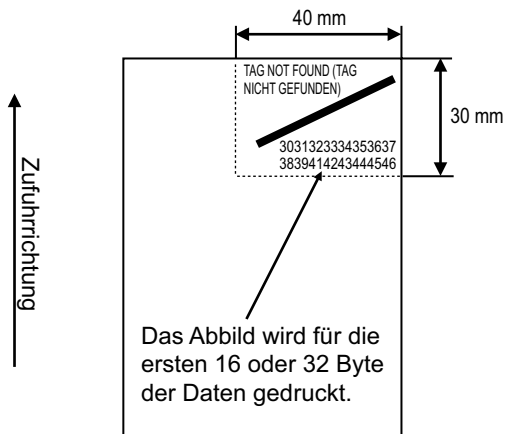 40 mm
TAG NOT FOUND (TAG
NICHT GEFUNDEN)
30 mm
3031323334353637
3839414243444546
Zufuhrrichtung
Das Abbild wird für die
ersten 16 oder 32 Byte
der Daten gedruckt.